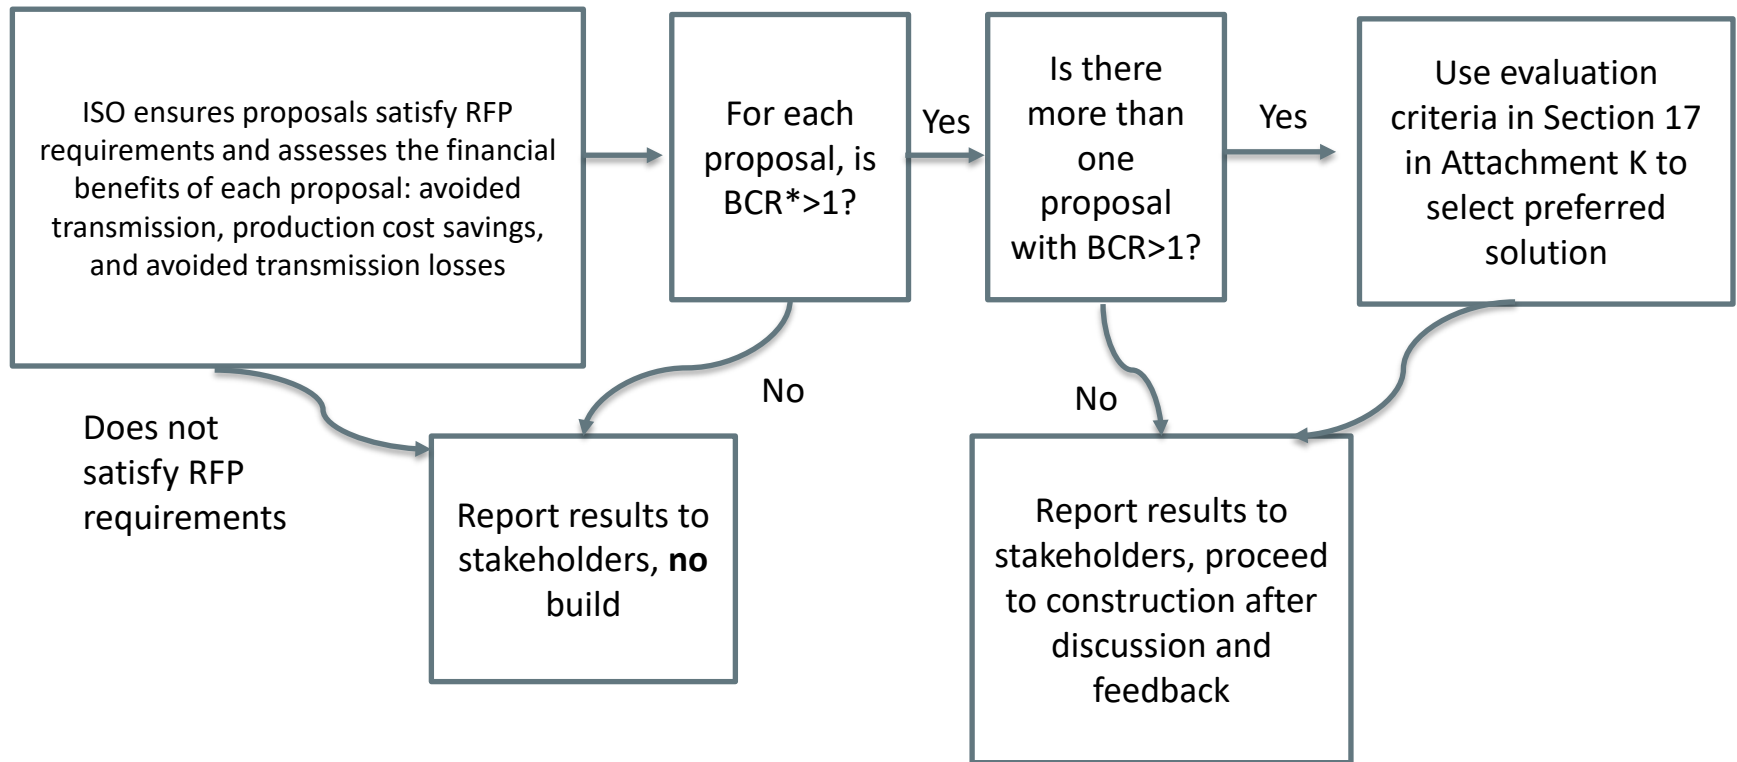 ISO ensures proposals satisfy RFP
requirements and assesses the financial
benefits of each proposal: avoided
transmission, production cost savings,
and avoided transmission losses
For each
proposal, is
BCR*>1?
Yes
Is there
more than
one
proposal
with BCR>1?
Yes
Use evaluation
criteria in Section 17
in Attachment K to
select preferred
solution
Does not
satisfy RFP
requirements
No
No
Report results to
stakeholders, no
build
Report results to
stakeholders, proceed
to construction after
discussion and
feedback